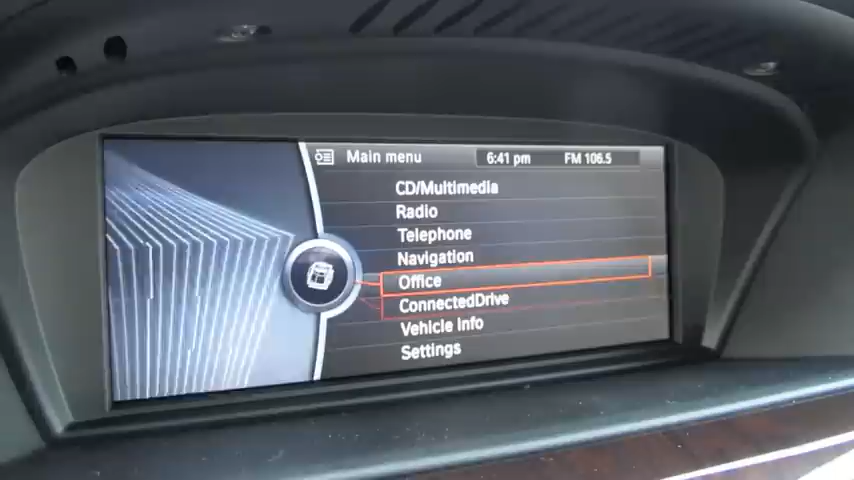 Main menu 6:41 pm FM 106.5
CD/Multimedia
Radio
Telephone
Navigation
Office
ConnectedDrive
Vehicle Info
Settings